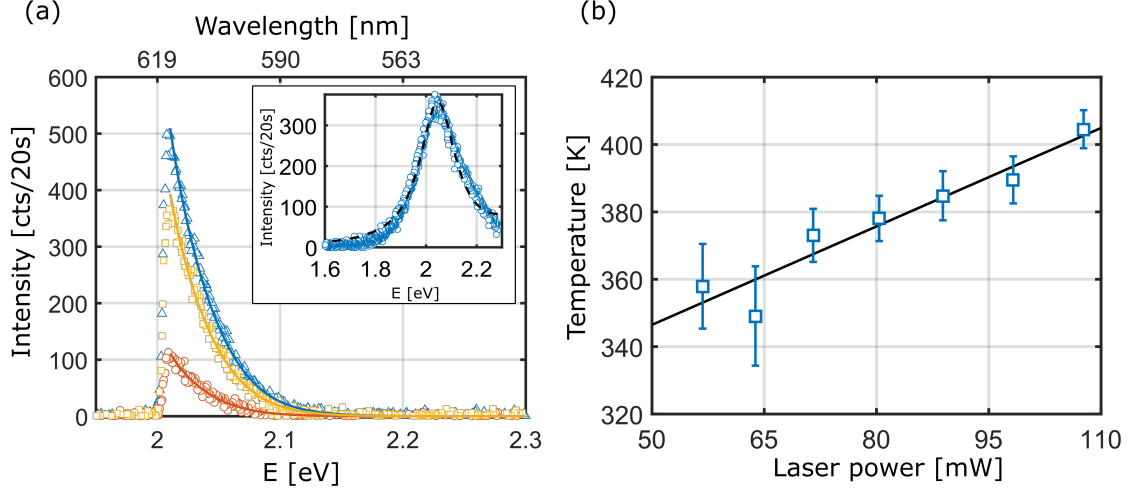 (a)
Wavelength [nm]
619 590 563
600
500
400
300
200
100
0
Intensity [cts/20s]
2 2.1 2.2 2.3
E [eV]
300
200
100
0
Intensity [cts/20s]
1.6 1.8 2 2.2
E [eV]
(b)
420
400
380
360
340
320
Temperature [K]
50 65 80 95 110
Laser power [mW]